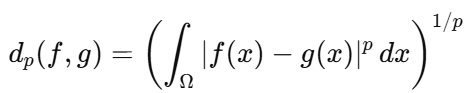 d_p(f, g) = \left( \int_{\Omega} |f(x) - g(x)|^p \, dx \right)^{1/p}